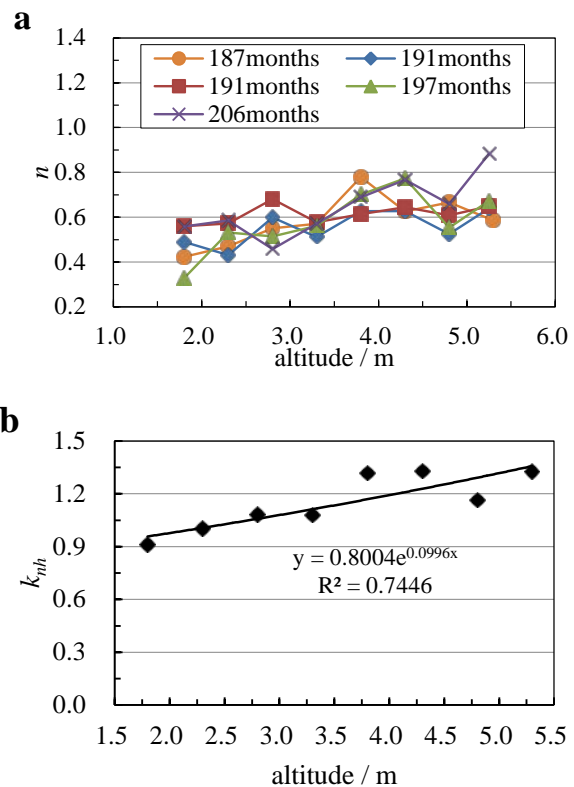 a
1.4
1.2
1.0
0.8
0.6
0.4
0.2
n
187months
191months
191months
197months
206months
1.0 2.0 3.0 4.0 5.0 6.0
altitude / m
b
1.5
1.2
0.9
0.6
0.3
0.0
k_nh
y = 0.8004e^0.0996x
R² = 0.7446
1.5 2.0 2.5 3.0 3.5 4.0 4.5 5.0 5.5
altitude / m